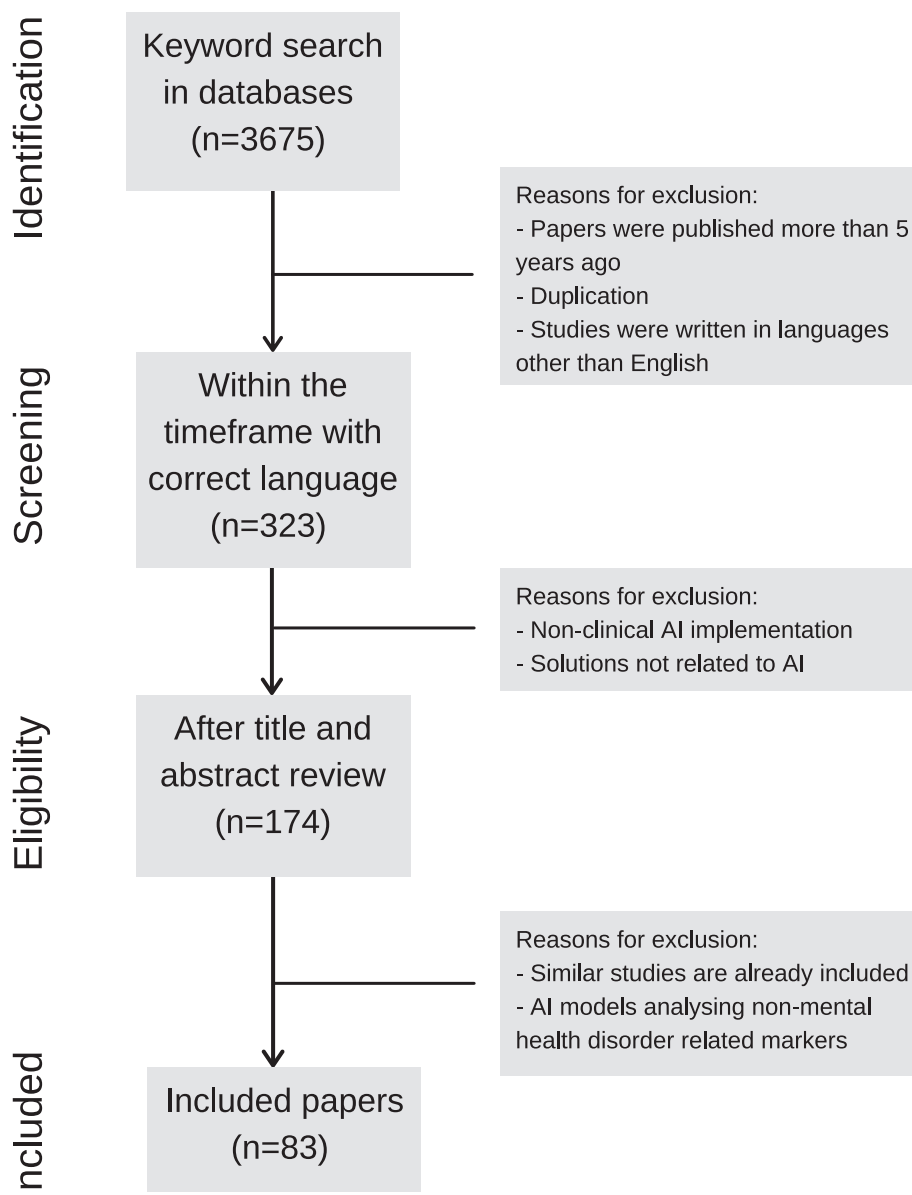 Identification
Keyword search
in databases
(n=3675)
Reasons for exclusion:
- Papers were published more than 5
years ago
- Duplication
- Studies were written in languages
other than English
Screening
Within the
timeframe with
correct language
(n=323)
Reasons for exclusion:
- Non-clinical AI implementation
- Solutions not related to AI
Eligibility
After title and
abstract review
(n=174)
Reasons for exclusion:
- Similar studies are already included
- AI models analysing non-mental
health disorder related markers
ncluded
Included papers
(n=83)